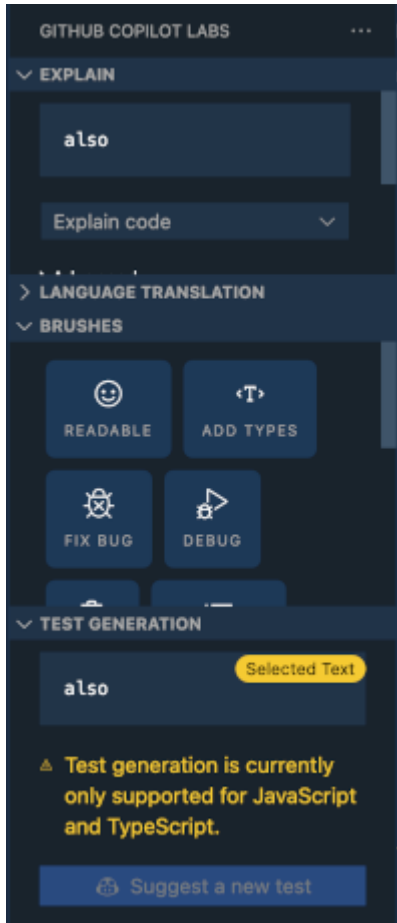 GITHUB COPILOT LABS
EXPLAIN
also
Explain code
LANGUAGE TRANSLATION
BRUSHES
READABLE
ADD TYPES
FIX BUG
DEBUG
TEST GENERATION
Selected Text
also
Test generation is currently
only supported for JavaScript
and TypeScript.
Suggest a new test